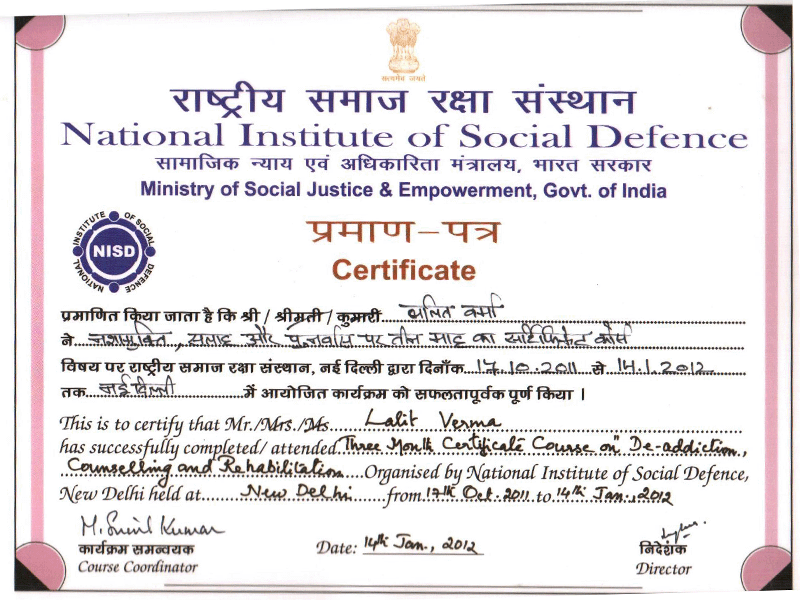 सत्यमेव जयते
राष्ट्रीय समाज रक्षा संस्थान
National Institute of Social Defence
सामाजिक न्याय एवं अधिकारिता मंत्रालय, भारत सरकार
Ministry of Social Justice & Empowerment, Govt. of India
NATIONAL INSTITUTE OF SOCIAL DEFENCE
NISD
प्रमाण-पत्र
Certificate
प्रमाणित किया जाता है कि श्री / श्रीमती / कुमारी ललित वर्मा
ने नशामुक्ति, सलाह और पुनर्वास पर तीन माह का सर्टिफिकेट कोर्स
विषय पर राष्ट्रीय समाज रक्षा संस्थान, नई दिल्ली द्वारा दिनाँक 17.10.2011 से 14.1.2012
तक नई दिल्ली में आयोजित कार्यक्रम को सफलतापूर्वक पूर्ण किया ।
This is to certify that Mr./Mrs./Ms. Lalit Verma
has successfully completed/ attended Three Month Certificate Course on "De-addiction,
Counselling and Rehabilitation Organised by National Institute of Social Defence,
New Delhi held at New Delhi from 17th Oct. 2011 to 14th Jan., 2012
M. Sunil Kumar
कार्यक्रम समन्वयक
Course Coordinator
Date: 14th Jan., 2012
निदेशक
Director